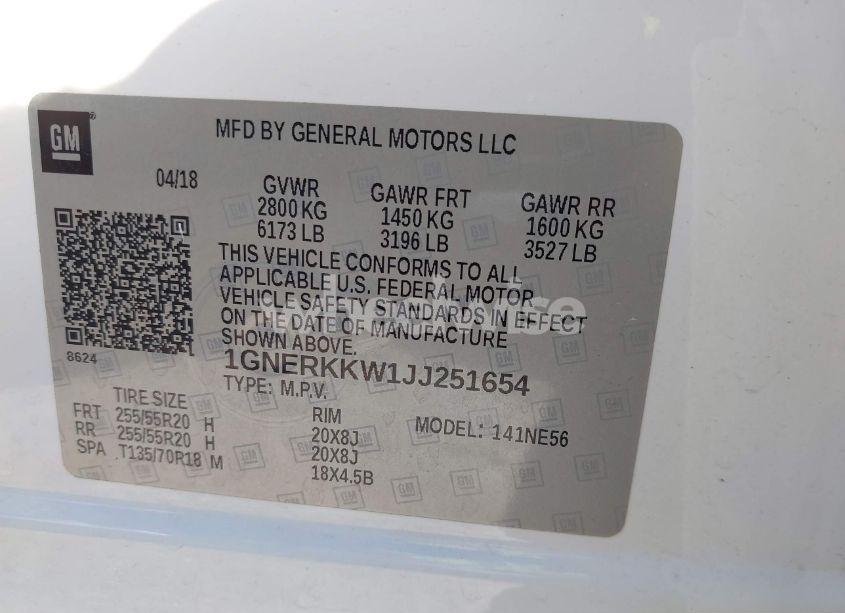 GM
MFD BY GENERAL MOTORS LLC
04/18
GVWR
2800 KG
6173 LB
GAWR FRT
1450 KG
3196 LB
GAWR RR
1600 KG
3527 LB
THIS VEHICLE CONFORMS TO ALL
APPLICABLE U.S. FEDERAL MOTOR
VEHICLE SAFETY STANDARDS IN EFFECT
ON THE DATE OF MANUFACTURE
SHOWN ABOVE.
8624
1GNERKKW1JJ251654
TYPE: M.P.V.
TIRE SIZE RIM
FRT 255/55R20 H 20X8J
RR 255/55R20 H 20X8J
SPA T135/70R18 M 18X4.5B
MODEL: 141NE56